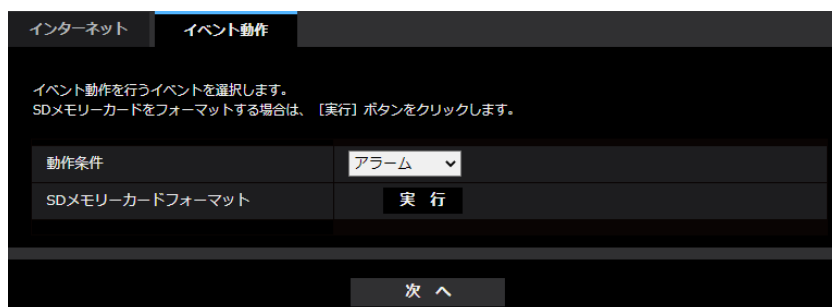 インターネット イベント動作
イベント動作を行うイベントを選択します。
SDメモリーカードをフォーマットする場合は、[実行] ボタンをクリックします。
動作条件 アラーム
SDメモリーカードフォーマット 実 行
次 へ